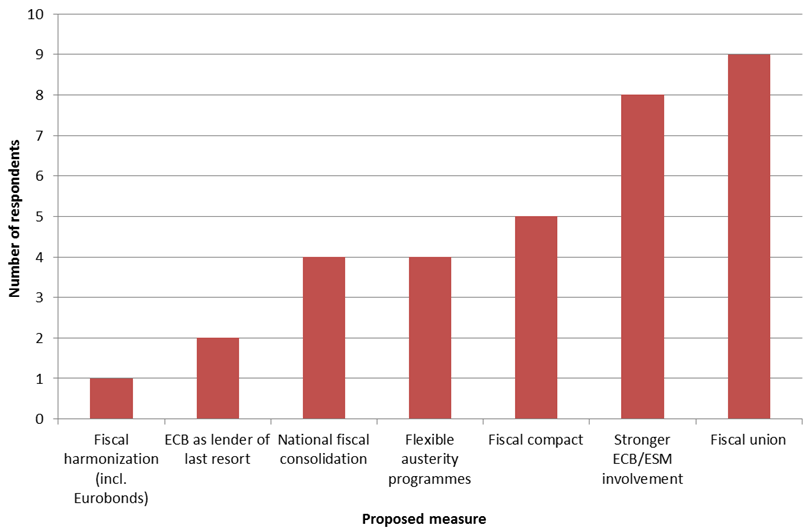 10
9
8
7
6
5
4
3
2
1
0
Number of respondents
Fiscal
harmonization
(incl.
Eurobonds)
ECB as lender of
last resort
National fiscal
consolidation
Flexible
austerity
programmes
Fiscal compact
Stronger
ECB/ESM
involvement
Fiscal union
Proposed measure